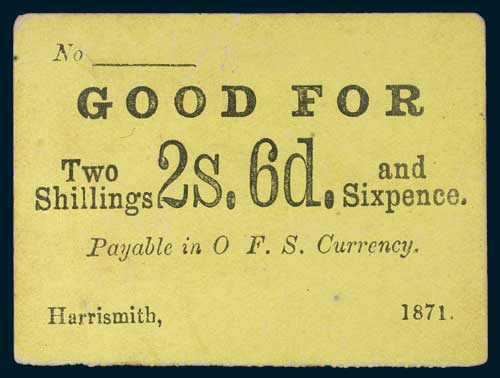 No
GOOD FOR
Two Shillings 2s. 6d. and Sixpence.
Payable in O F. S. Currency.
Harrismith, 1871.